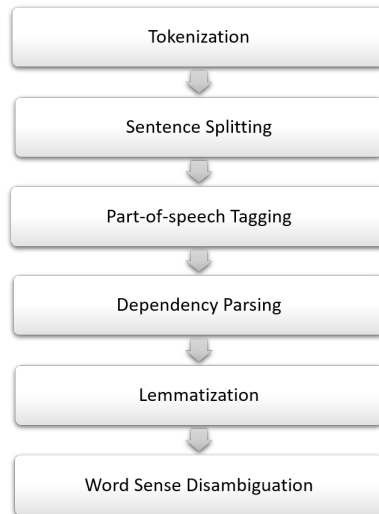 Tokenization
Sentence Splitting
Part-of-speech Tagging
Dependency Parsing
Lemmatization
Word Sense Disambiguation